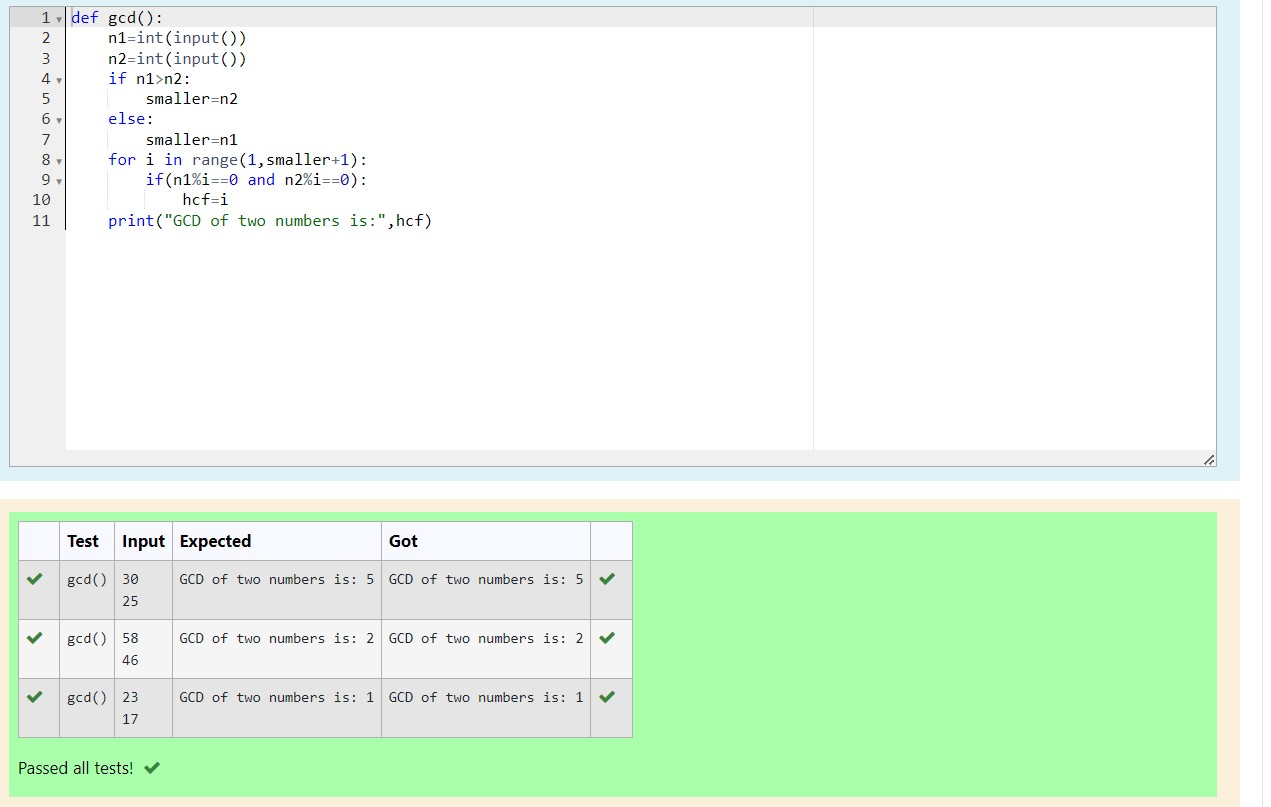 1 def gcd():
2     n1=int(input())
3     n2=int(input())
4     if n1>n2:
5         smaller=n2
6     else:
7         smaller=n1
8     for i in range(1,smaller+1):
9         if(n1%i==0 and n2%i==0):
10             hcf=i
11     print("GCD of two numbers is:",hcf)
Test Input Expected Got
gcd() 30 GCD of two numbers is: 5 GCD of two numbers is: 5
25
gcd() 58 GCD of two numbers is: 2 GCD of two numbers is: 2
46
gcd() 23 GCD of two numbers is: 1 GCD of two numbers is: 1
17
Passed all tests!